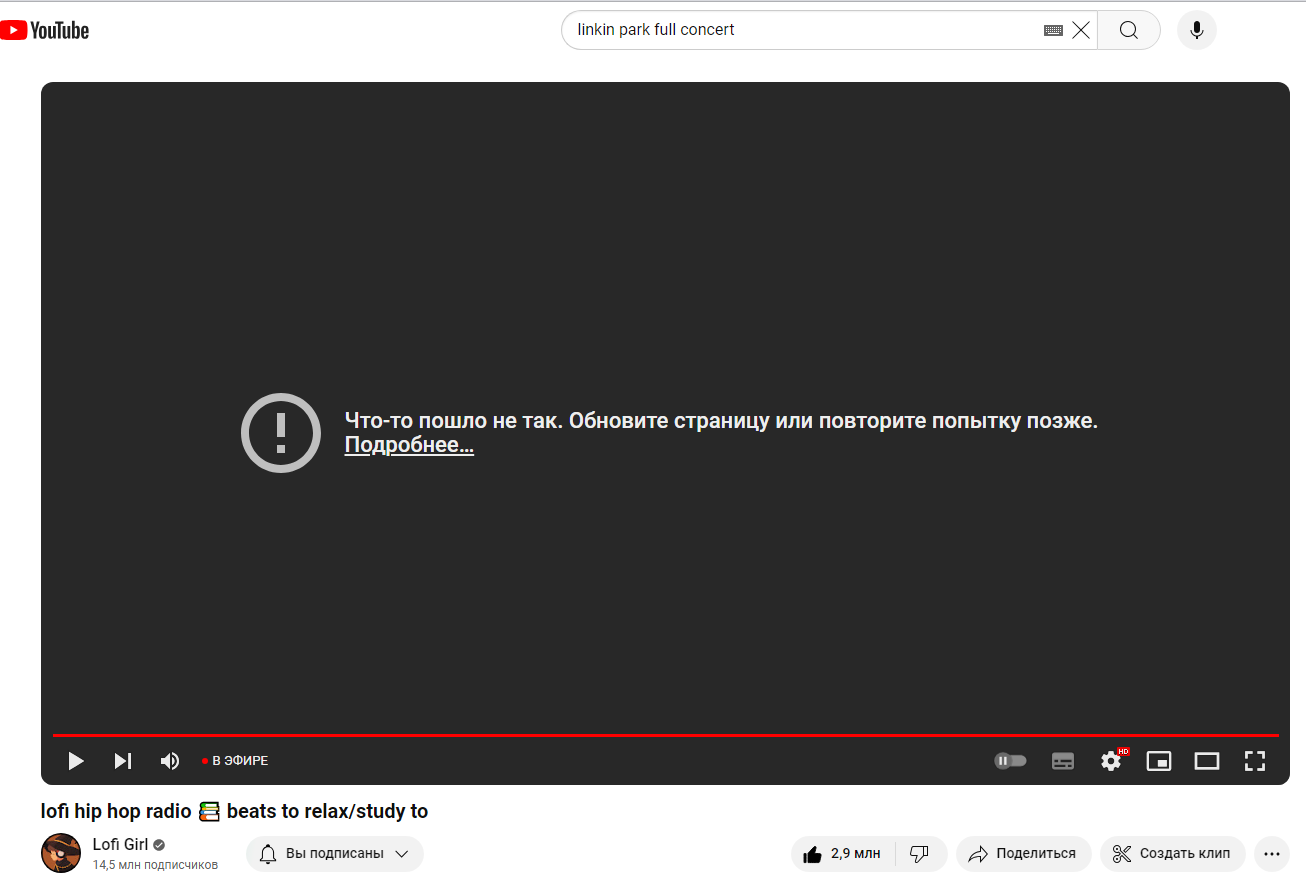 YouTube
linkin park full concert
Что-то пошло не так. Обновите страницу или повторите попытку позже.
Подробнее...
В ЭФИРЕ
HD
lofi hip hop radio 📚 beats to relax/study to
Lofi Girl
14,5 млн подписчиков
Вы подписаны
2,9 млн
Поделиться
Создать клип